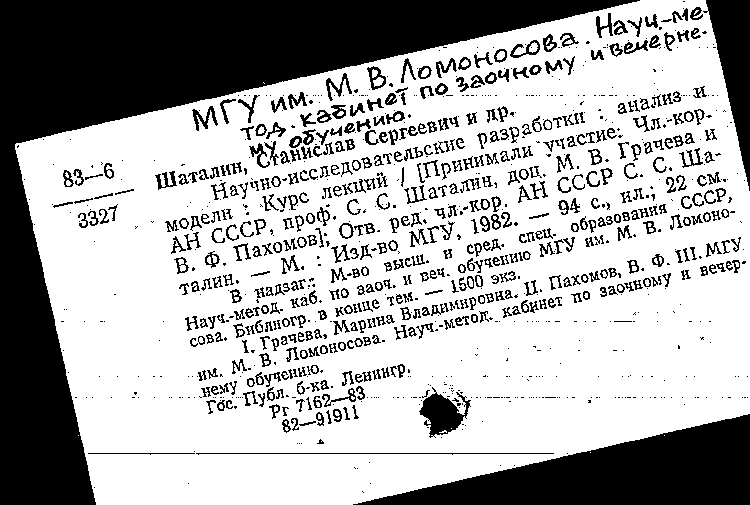 МГУ им. М. В. Ломоносова. Науч.-ме-
тод. кабинет по заочному и вечерне-
му обучению.
83—6
3327
Шаталин, Станислав Сергеевич и др.
Научно-исследовательские разработки : анализ и
модели : Курс лекций / [Принимали участие: Чл.-кор.
АН СССР, проф. С. С. Шаталин, доц. М. В. Грачева и
В. Ф. Пахомов]; Отв. ред. чл.-кор. АН СССР С. С. Ша-
талин. — М. : Изд-во МГУ, 1982. — 94 с., ил.; 22 см.
В надзаг.: М-во высш. и сред. спец. образования СССР,
Науч.-метод. каб. по заоч. и веч. обучению МГУ им. М. В. Ломоно-
сова. Библиогр. в конце тем. — 1500 экз.
I. Грачева, Марина Владимировна. II. Пахомов, В. Ф. III. МГУ
им. М. В. Ломоносова. Науч.-метод. кабинет по заочному и вечер-
нему обучению.
Гос. Публ. б-ка. Ленингр.
Рг 7162—83
82—91911